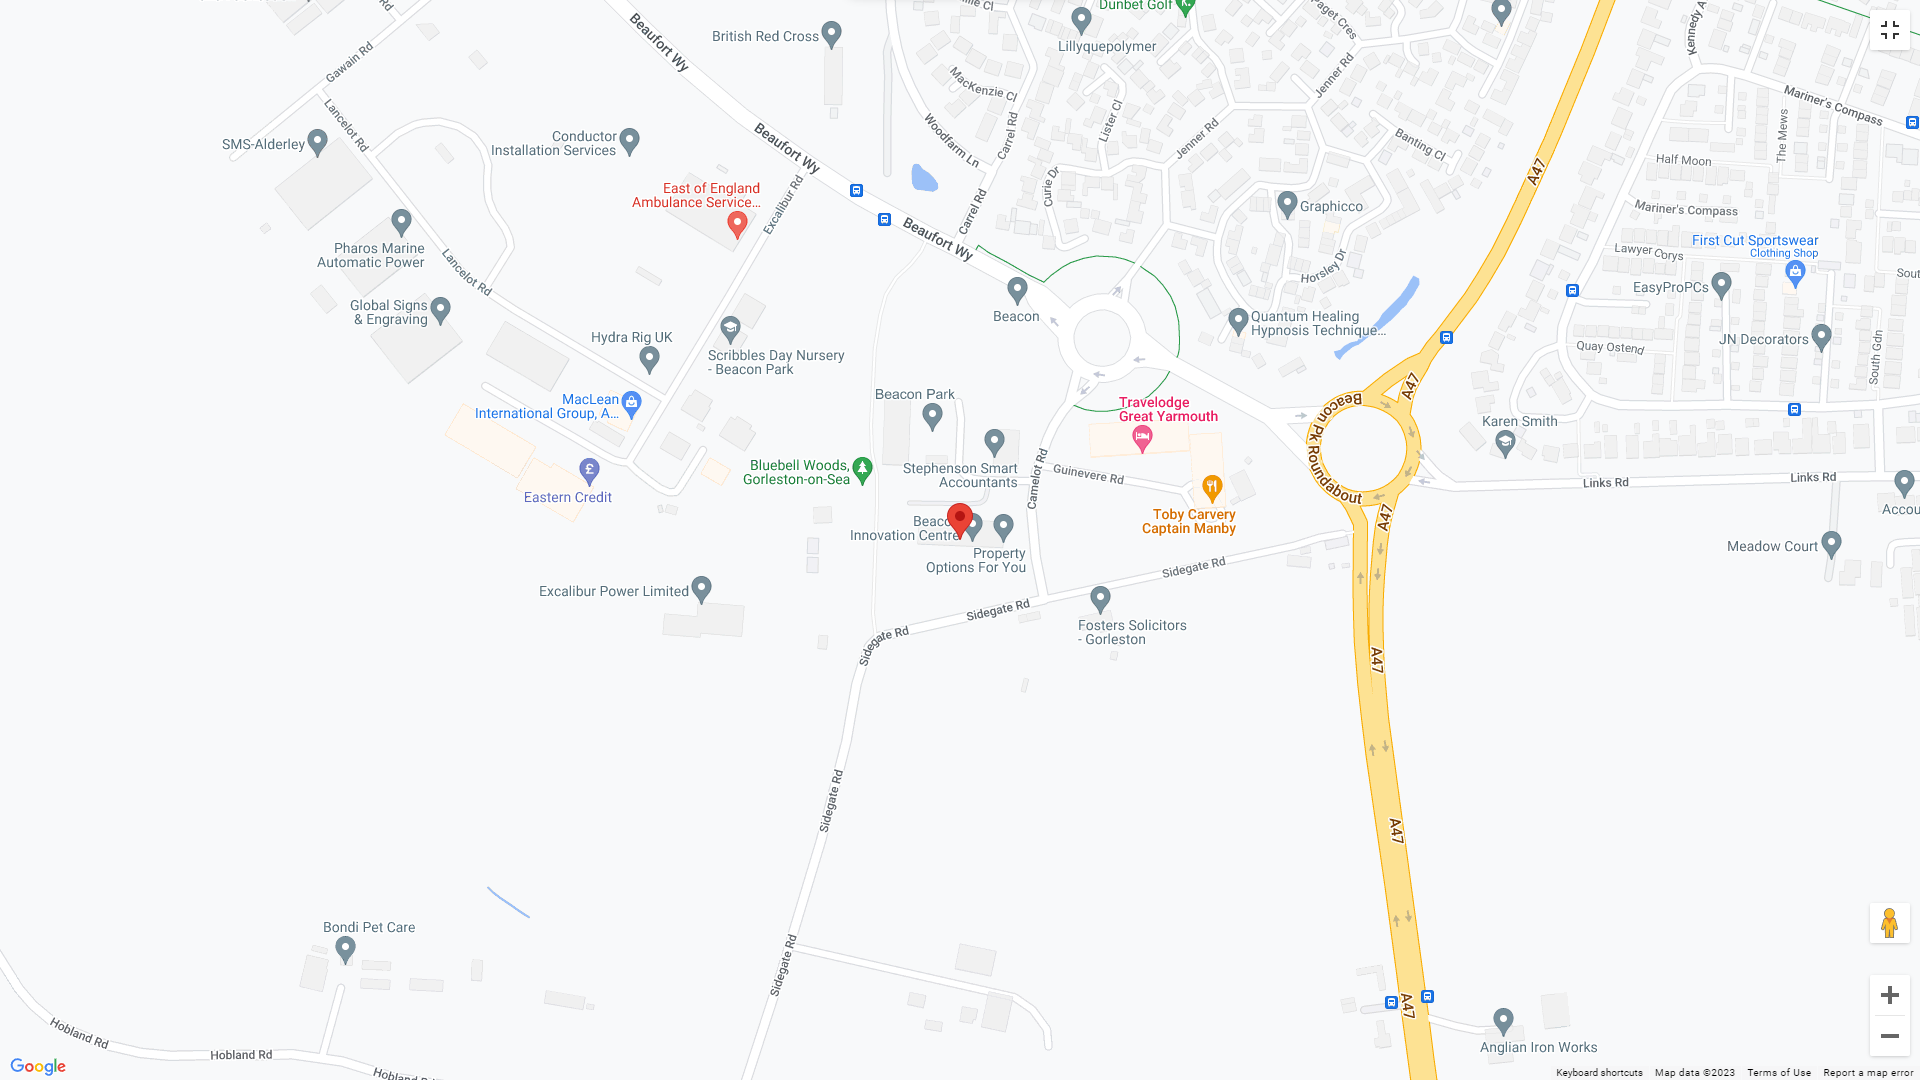 Dunbet Golf
Lillyquepolymer
British Red Cross
Beaufort Wy
Gawain Rd
Lancelot Rd
SMS-Alderley
Conductor
Installation Services
East of England
Ambulance Service...
Beaufort Wy
Excalibur Rd
MacKenzie Cl
Woodfarm Ln
Carrel Rd
Lister Cl
Jenner Rd
Jenner Rd
Paget Cres
Banting Cl
Curie Dr
Carrel Rd
Graphicco
Horsley Dr
A47
Mariner's Compass
The Mews
Half Moon
Mariner's Compass
Lawyer Corys
First Cut Sportswear
Clothing Shop
EasyProPCs
JN Decorators
Quay Ostend
South Gdn
Pharos Marine
Automatic Power
Lancelot Rd
Global Signs
& Engraving
Hydra Rig UK
Scribbles Day Nursery
- Beacon Park
MacLean
International Group, A...
Eastern Credit
Beaufort Wy
Beacon
Quantum Healing
Hypnosis Technique...
Beacon Park
Travelodge
Great Yarmouth
Stephenson Smart
Accountants
Bluebell Woods,
Gorleston-on-Sea
Camelot Rd
Guinevere Rd
Toby Carvery
Captain Manby
Beacon Pk Roundabout
A47
Karen Smith
Links Rd
Links Rd
A47
Meadow Court
Innovation Centre
Property
Options For You
Excalibur Power Limited
Sidegate Rd
Sidegate Rd
Sidegate Rd
Fosters Solicitors
- Gorleston
A47
Sidegate Rd
A47
Sidegate Rd
Bondi Pet Care
Hobland Rd
Hobland Rd
A47
Anglian Iron Works
Google
Keyboard shortcuts
Map data ©2023
Terms of Use
Report a map error